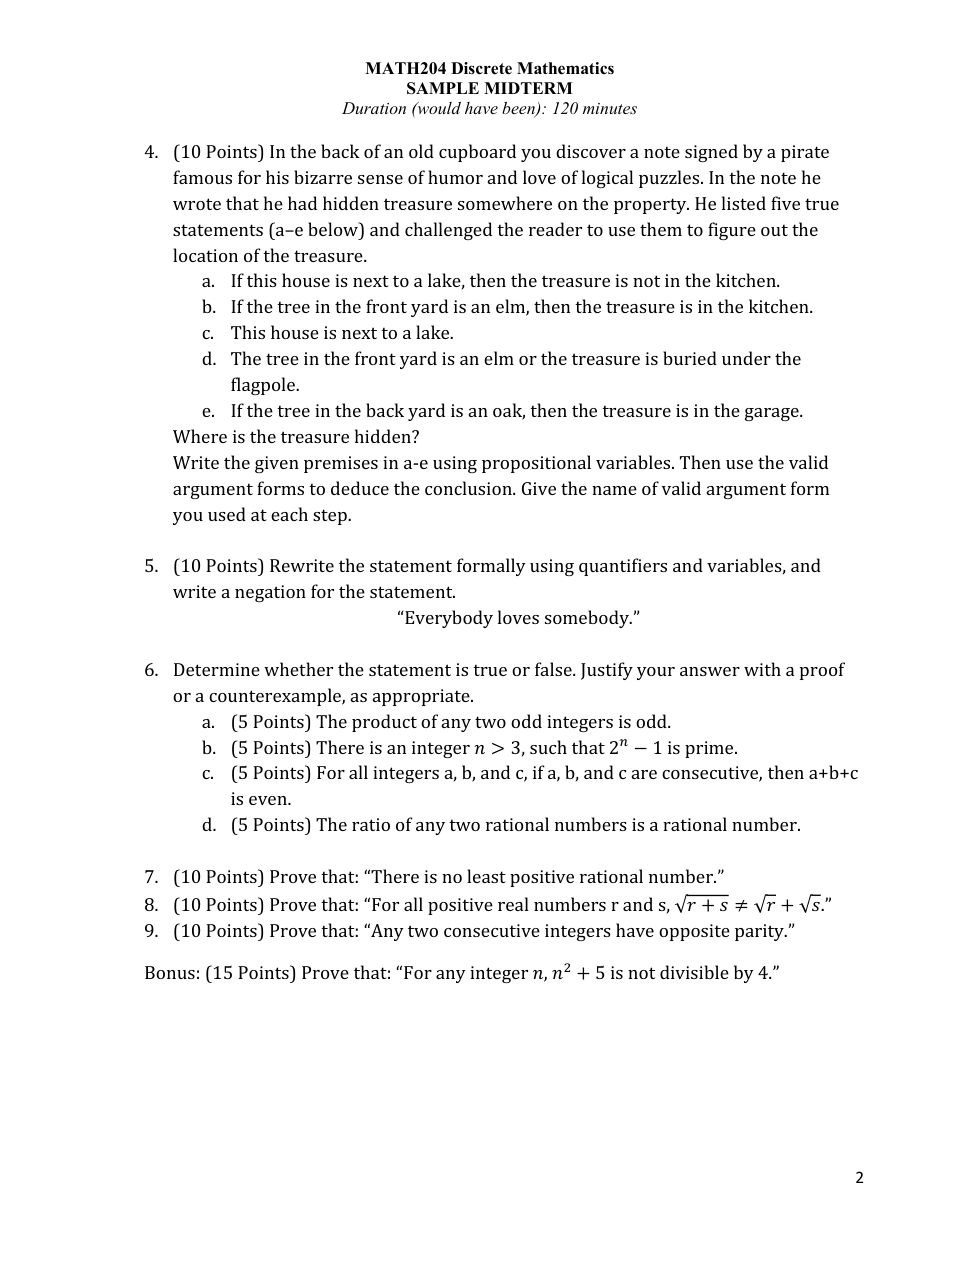 MATH204 Discrete Mathematics
SAMPLE MIDTERM
Duration (would have been): 120 minutes
4. (10 Points) In the back of an old cupboard you discover a note signed by a pirate
famous for his bizarre sense of humor and love of logical puzzles. In the note he
wrote that he had hidden treasure somewhere on the property. He listed five true
statements (a–e below) and challenged the reader to use them to figure out the
location of the treasure.
a. If this house is next to a lake, then the treasure is not in the kitchen.
b. If the tree in the front yard is an elm, then the treasure is in the kitchen.
c. This house is next to a lake.
d. The tree in the front yard is an elm or the treasure is buried under the
flagpole.
e. If the tree in the back yard is an oak, then the treasure is in the garage.
Where is the treasure hidden?
Write the given premises in a-e using propositional variables. Then use the valid
argument forms to deduce the conclusion. Give the name of valid argument form
you used at each step.
5. (10 Points) Rewrite the statement formally using quantifiers and variables, and
write a negation for the statement.
“Everybody loves somebody.”
6. Determine whether the statement is true or false. Justify your answer with a proof
or a counterexample, as appropriate.
a. (5 Points) The product of any two odd integers is odd.
b. (5 Points) There is an integer n > 3, such that 2ⁿ − 1 is prime.
c. (5 Points) For all integers a, b, and c, if a, b, and c are consecutive, then a+b+c
is even.
d. (5 Points) The ratio of any two rational numbers is a rational number.
7. (10 Points) Prove that: “There is no least positive rational number.”
8. (10 Points) Prove that: “For all positive real numbers r and s, √(r + s) ≠ √r + √s.”
9. (10 Points) Prove that: “Any two consecutive integers have opposite parity.”
Bonus: (15 Points) Prove that: “For any integer n, n² + 5 is not divisible by 4.”
2